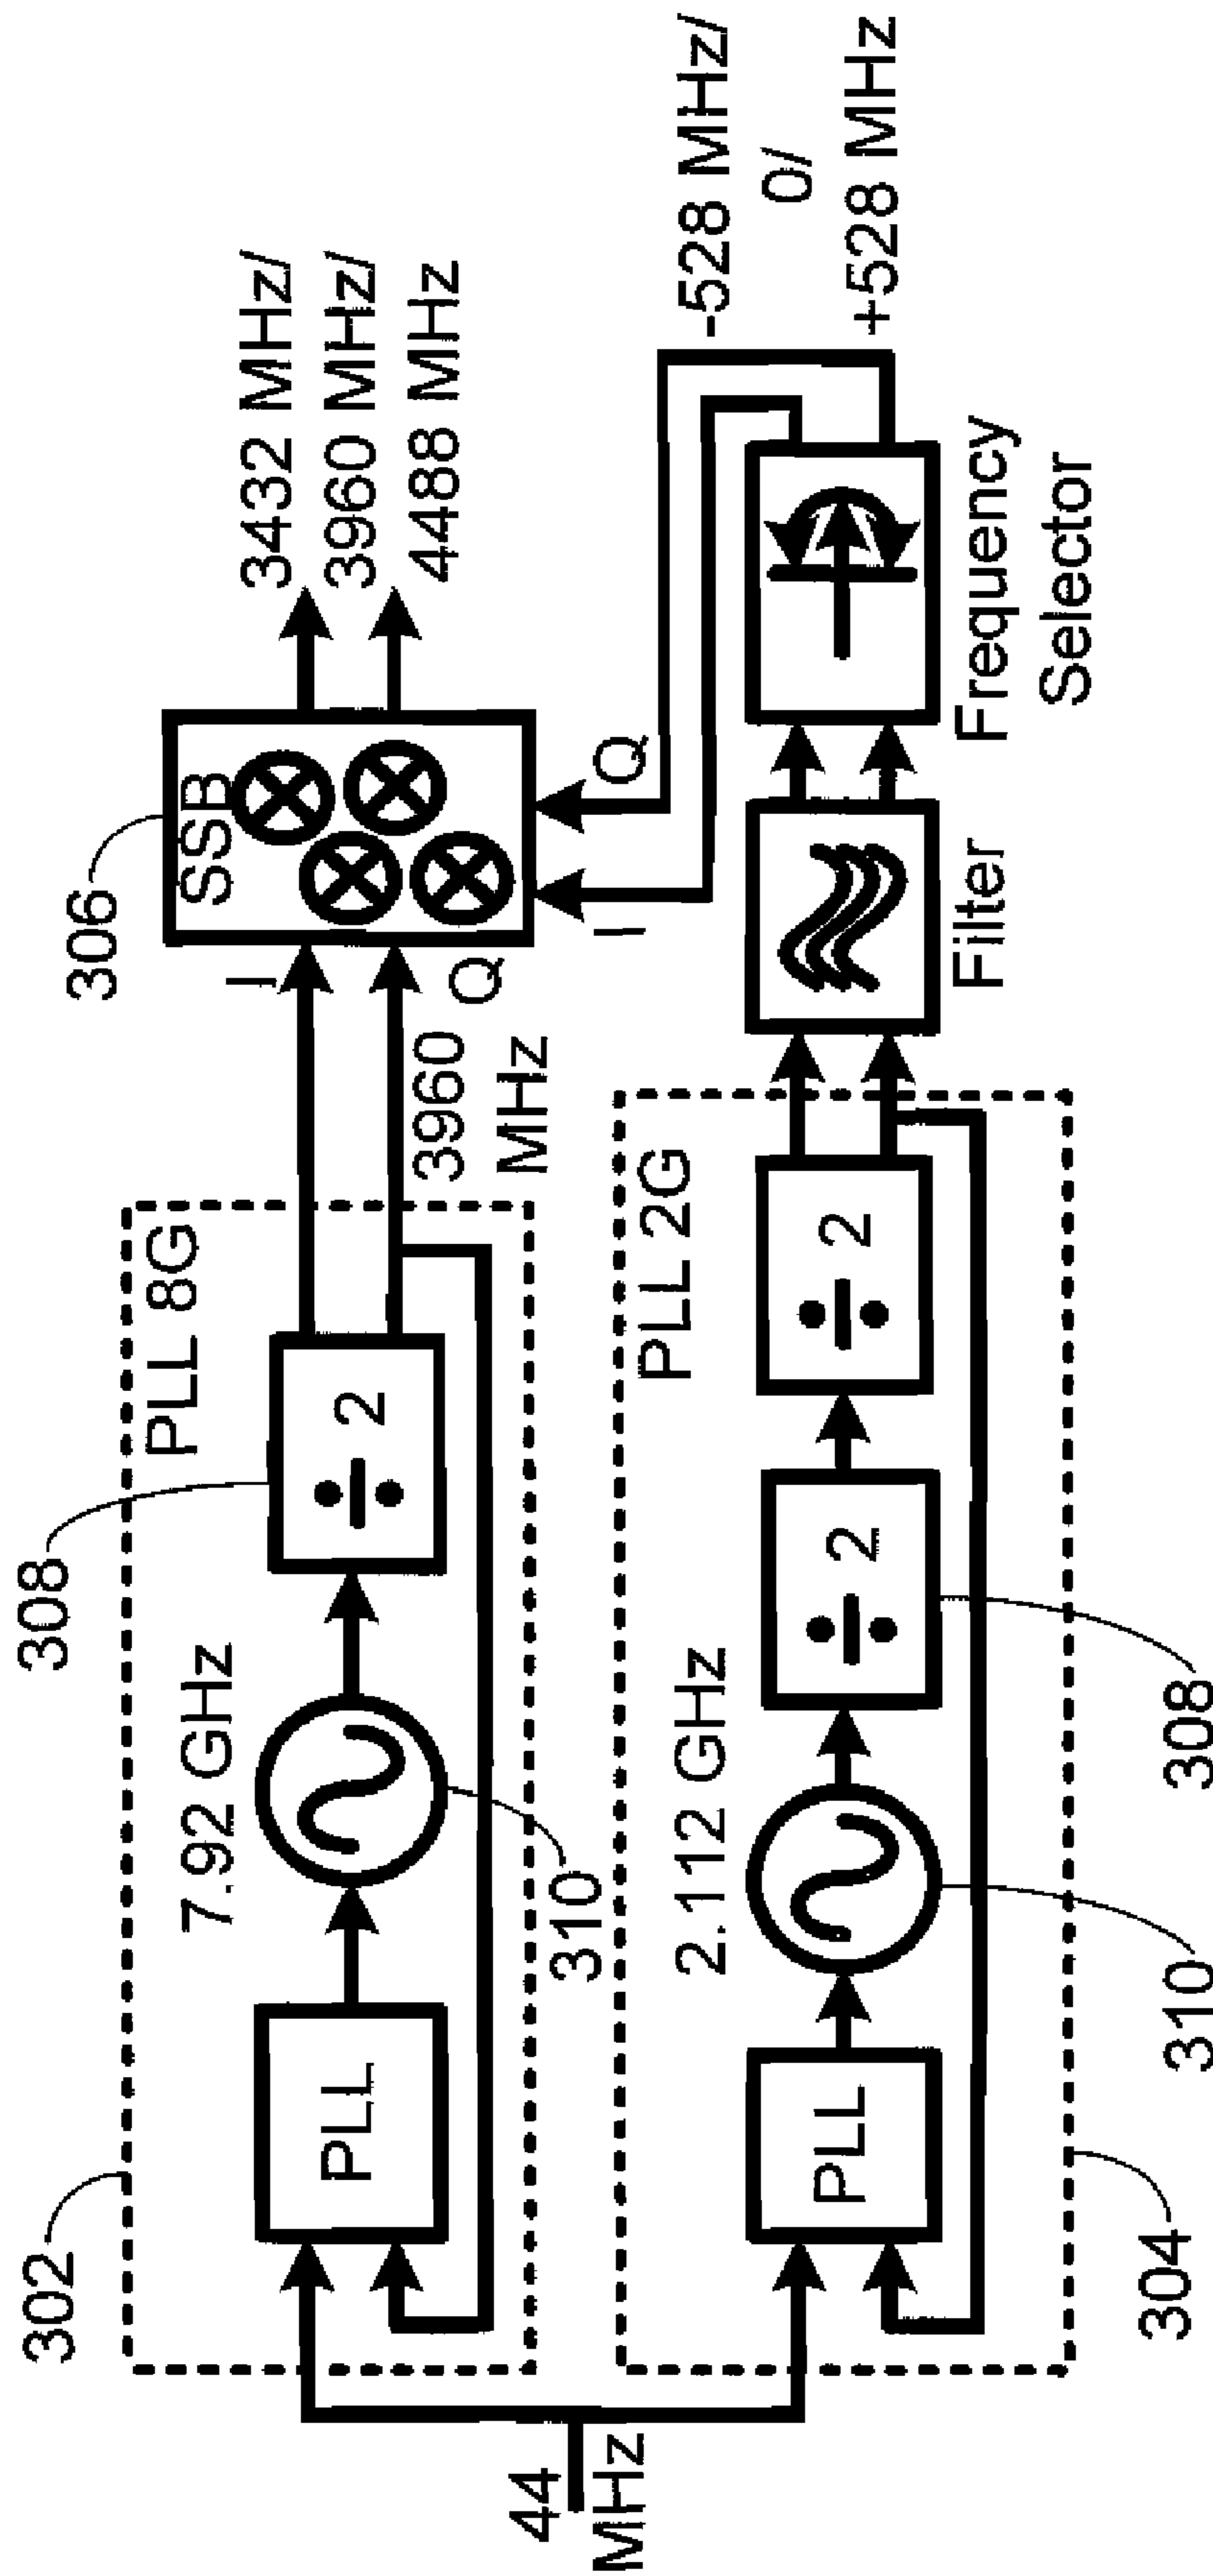 306
SSB
3432 MHz/
3960 MHz/
4488 MHz
I
Q
3960
MHz
I
Q
-528 MHz/
0/
+528 MHz
302
308
PLL 8G
7.92 GHz
PLL
÷ 2
310
44
MHz
PLL 2G
2.112 GHz
PLL
÷ 2
÷ 2
Filter
Frequency
Selector
304
310
308